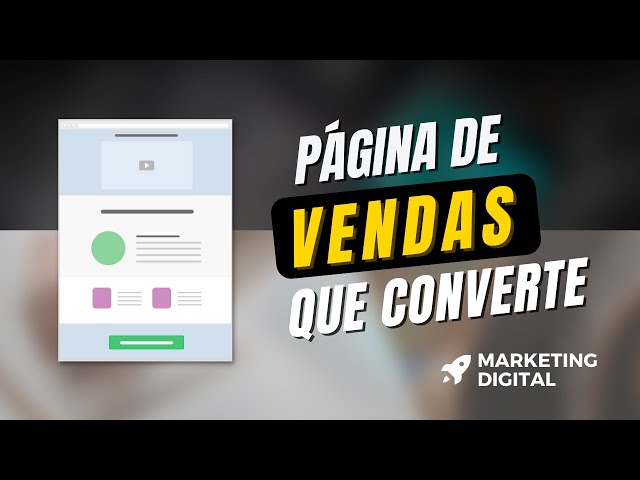 PÁGINA DE
VENDAS
QUE CONVERTE
MARKETING
DIGITAL